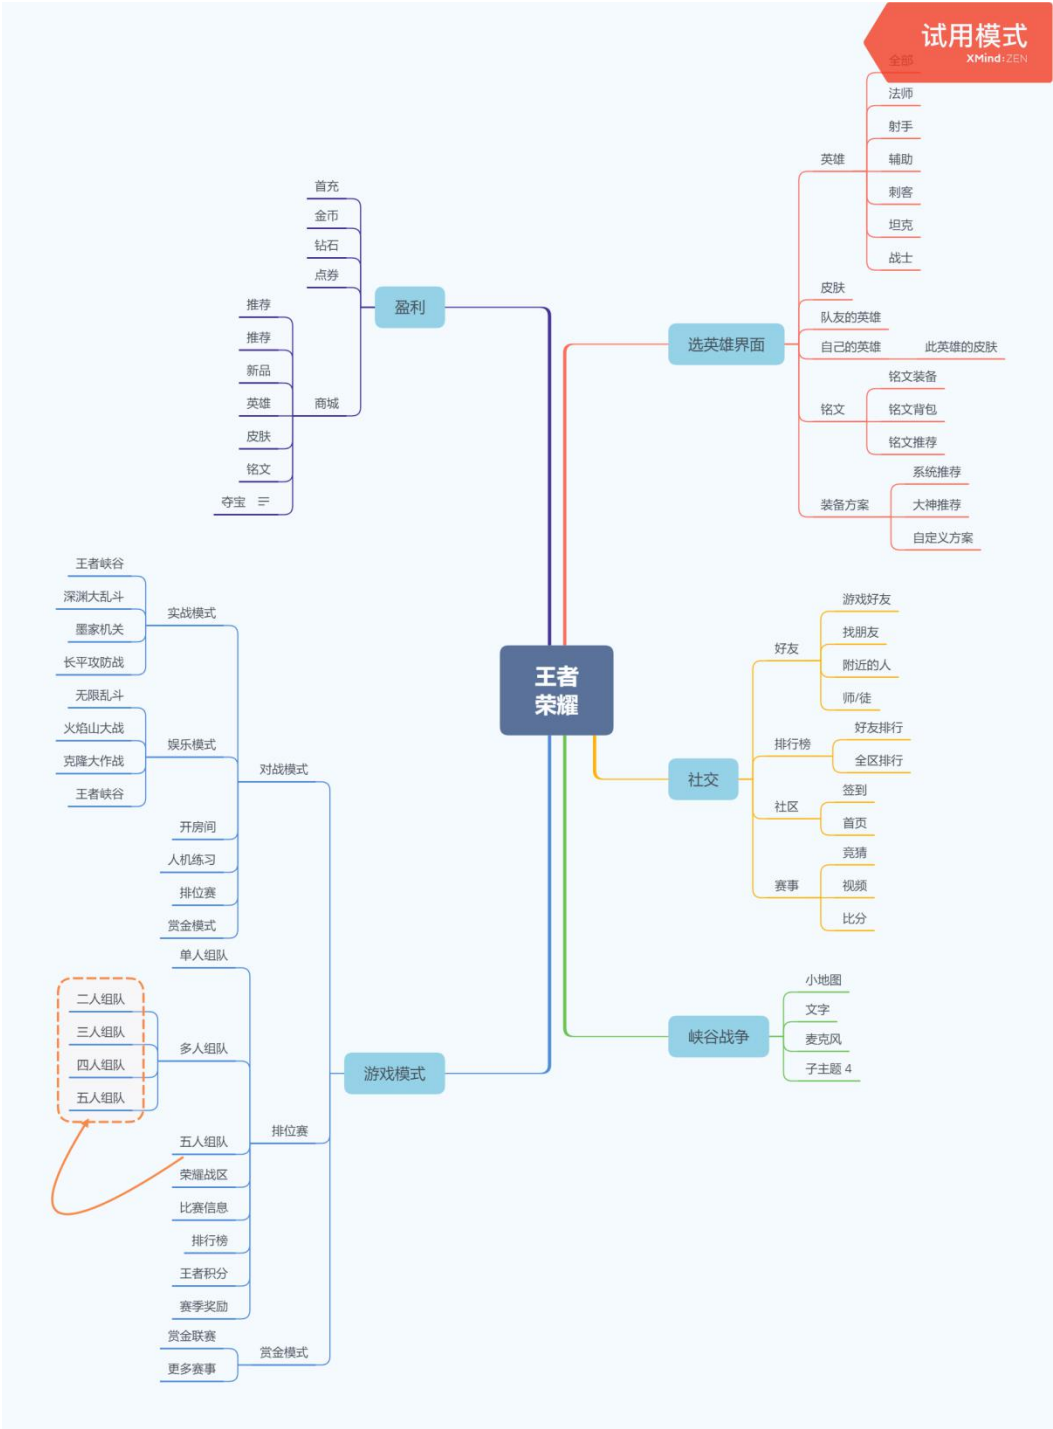 试用模式
XMind:ZEN
全部
法师
射手
英雄
辅助
刺客
坦克
战士
皮肤
队友的英雄
选英雄界面
自己的英雄
此英雄的皮肤
铭文装备
铭文
铭文背包
铭文推荐
系统推荐
装备方案
大神推荐
自定义方案
首充
金币
钻石
点券
盈利
推荐
推荐
新品
英雄
商城
皮肤
铭文
夺宝
王者
荣耀
游戏好友
找朋友
好友
附近的人
师/徒
好友排行
排行榜
全区排行
社交
签到
社区
首页
竞猜
赛事
视频
比分
小地图
文字
峡谷战争
麦克风
子主题 4
王者峡谷
深渊大乱斗
实战模式
墨家机关
长平攻防战
无限乱斗
火焰山大战
娱乐模式
克隆大作战
王者峡谷
对战模式
开房间
人机练习
排位赛
赏金模式
单人组队
二人组队
三人组队
多人组队
四人组队
五人组队
游戏模式
排位赛
五人组队
荣耀战区
比赛信息
排行榜
王者积分
赛季奖励
赏金联赛
赏金模式
更多赛事